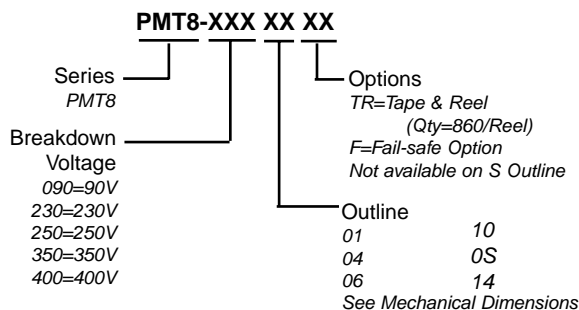 PMT8-XXX XX XX
Series
PMT8
Breakdown
Voltage
090=90V
230=230V
250=250V
350=350V
400=400V
Options
TR=Tape & Reel
(Qty=860/Reel)
F=Fail-safe Option
Not available on S Outline
Outline
01 10
04 0S
06 14
See Mechanical Dimensions